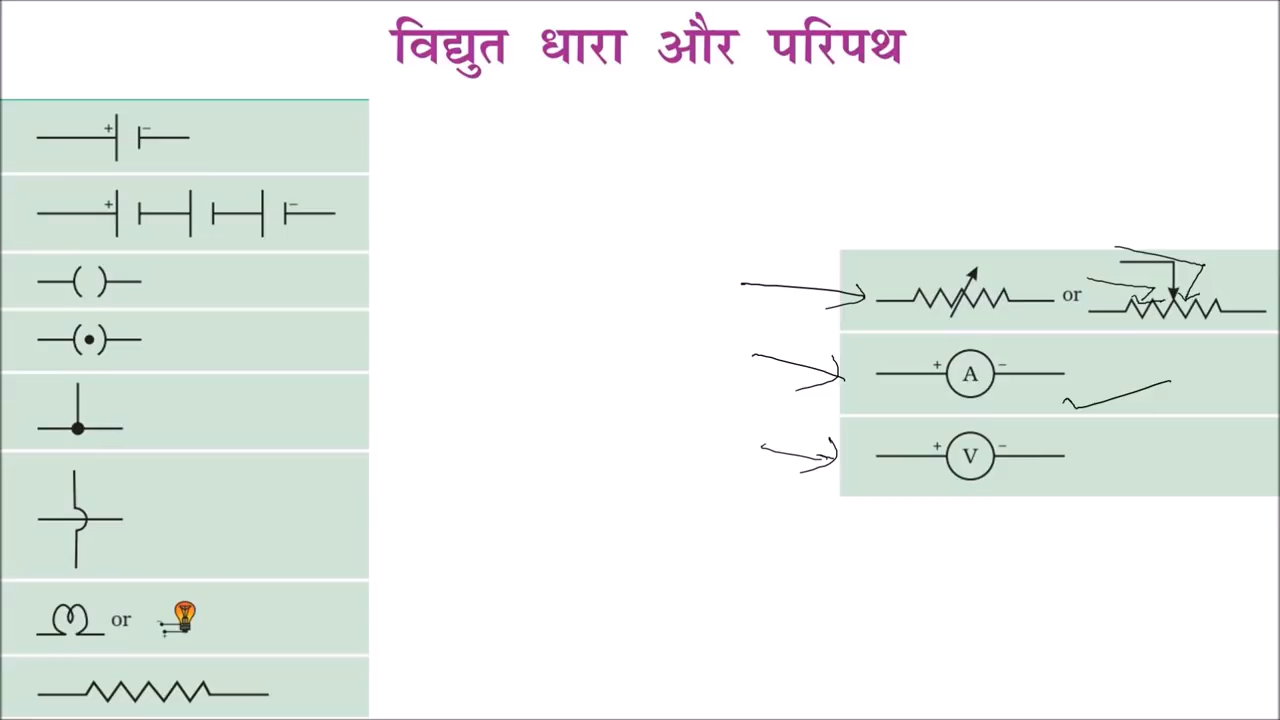 विद्युत धारा और परिपथ
+ −
+ −
or
or
+ A −
+ V −